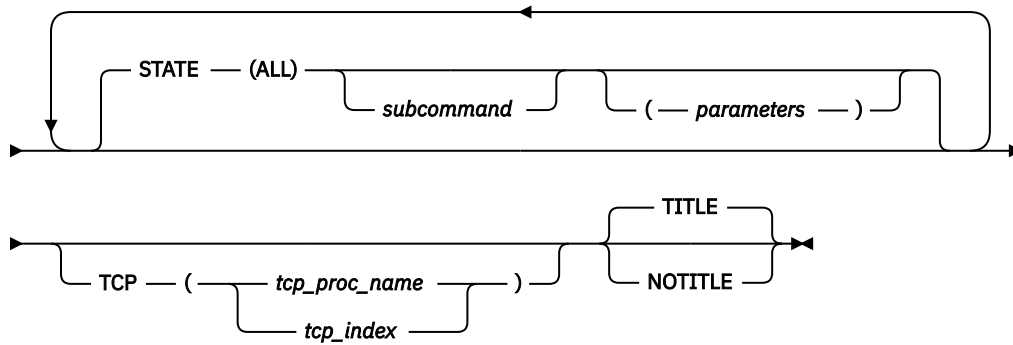 STATE (ALL)
subcommand ( parameters )
TITLE
TCP ( tcp_proc_name ) NOTITLE
tcp_index